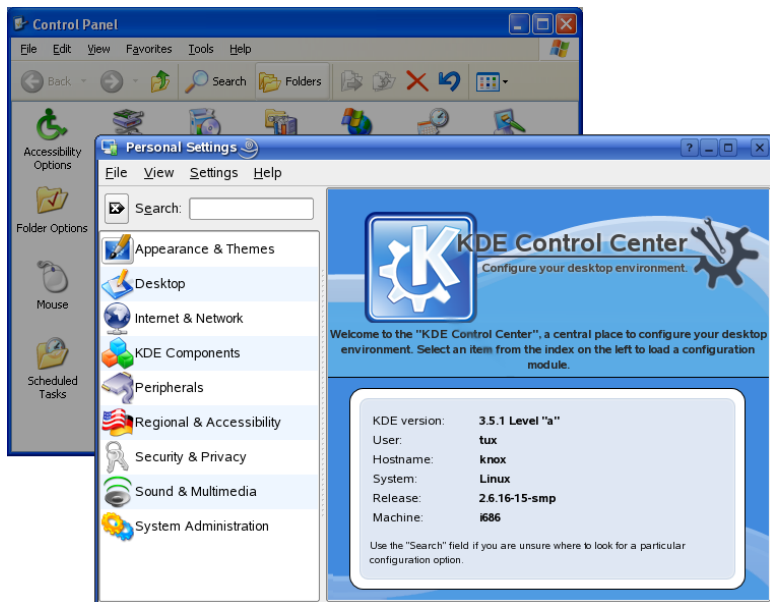 Control Panel
File Edit View Favorites Tools Help
Back Search Folders
Accessibility
Options
Folder Options
Mouse
Scheduled
Tasks
Personal Settings
File View Settings Help
Search:
Appearance & Themes
Desktop
Internet & Network
KDE Components
Peripherals
Regional & Accessibility
Security & Privacy
Sound & Multimedia
System Administration
KDE Control Center
Configure your desktop environment.
Welcome to the "KDE Control Center", a central place to configure your desktop
environment. Select an item from the index on the left to load a configuration
module.
KDE version: 3.5.1 Level "a"
User: tux
Hostname: knox
System: Linux
Release: 2.6.16-15-smp
Machine: i686
Use the "Search" field if you are unsure where to look for a particular
configuration option.